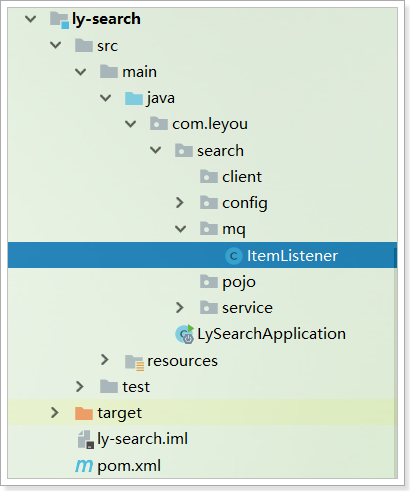 ly-search
src
main
java
com.leyou
search
client
config
mq
ItemListener
pojo
service
LySearchApplication
resources
test
target
ly-search.iml
pom.xml